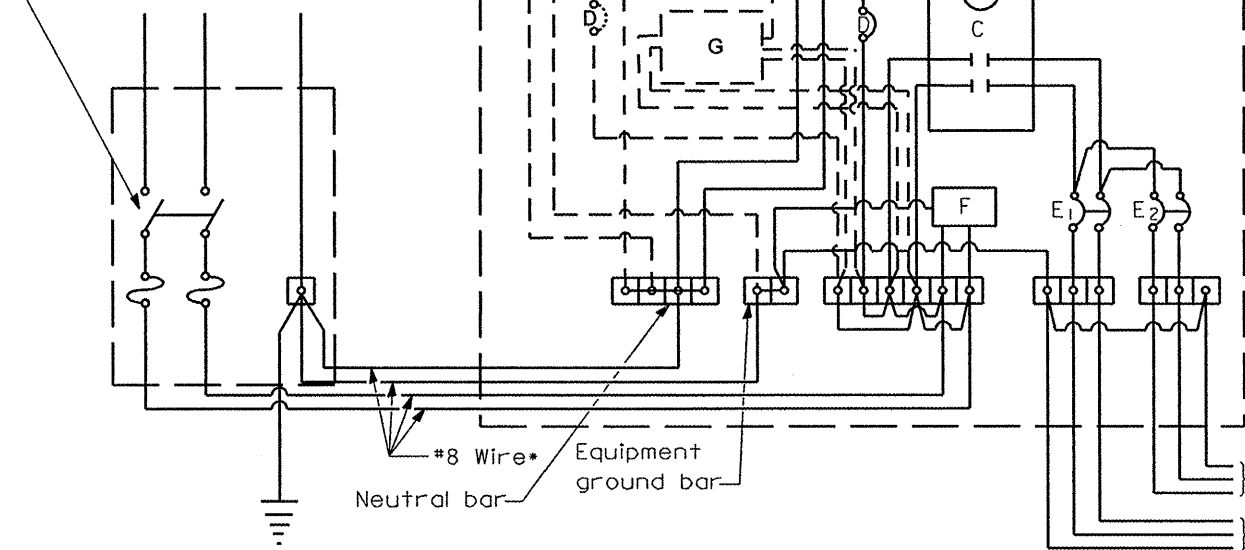 D
G
D
C
F
E1
E2
#8 Wire*
Neutral bar
Equipment
ground bar